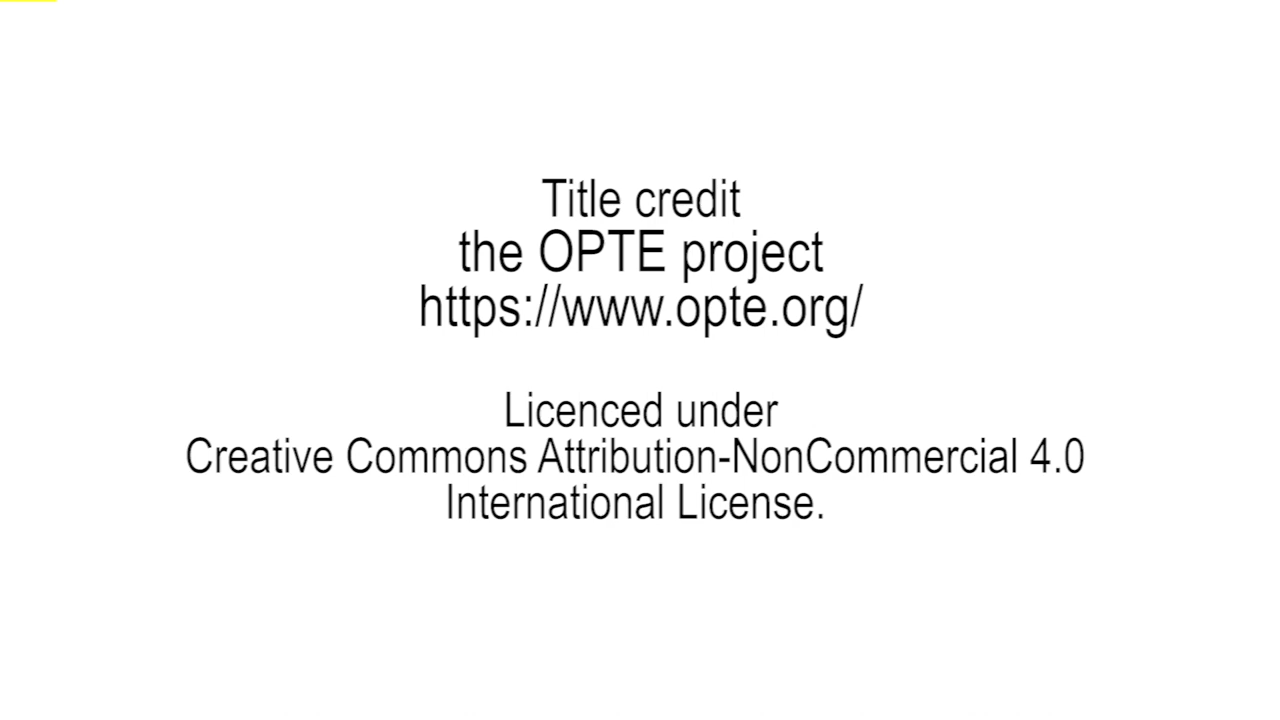 Title credit
the OPTE project
https://www.opte.org/
Licenced under
Creative Commons Attribution-NonCommercial 4.0
International License.